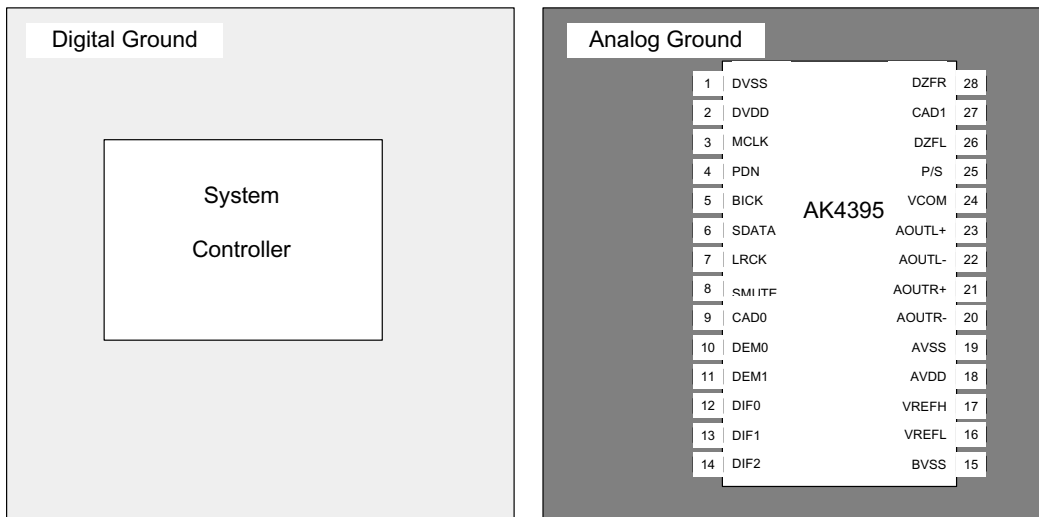 Digital Ground
System
Controller
Analog Ground
AK4395
1 DVSS
2 DVDD
3 MCLK
4 PDN
5 BICK
6 SDATA
7 LRCK
8 SMUTE
9 CAD0
10 DEM0
11 DEM1
12 DIF0
13 DIF1
14 DIF2
DZFR 28
CAD1 27
DZFL 26
P/S 25
VCOM 24
AOUTL+ 23
AOUTL- 22
AOUTR+ 21
AOUTR- 20
AVSS 19
AVDD 18
VREFH 17
VREFL 16
BVSS 15